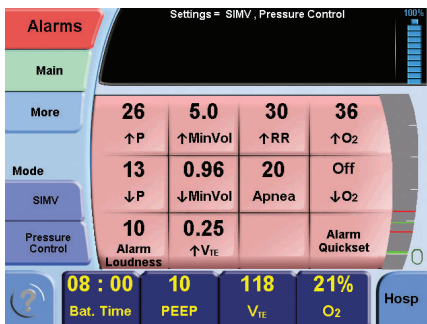 Settings = SIMV , Pressure Control
100%
Alarms
Main
More
Mode
SIMV
Pressure
Control
26
↑P
5.0
↑MinVol
30
↑RR
36
↑O2
13
↓P
0.96
↓MinVol
20
Apnea
Off
↓O2
10
Alarm
Loudness
0.25
↑VTE
Alarm
Quickset
0
?
08 : 00
Bat. Time
10
PEEP
118
VTE
21%
O2
Hosp